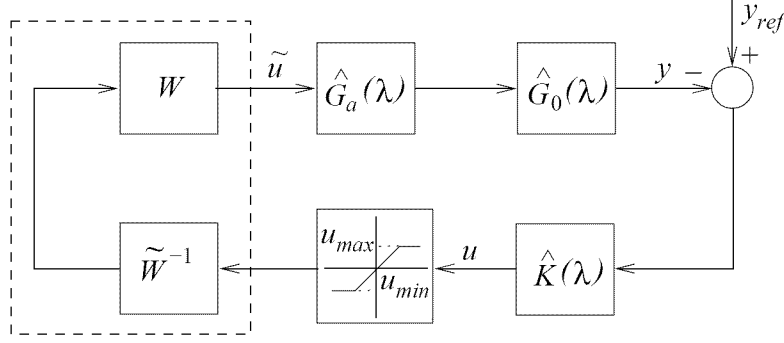 y_ref
+
W
ũ
Ĝ_a(λ)
Ĝ_0(λ)
y
−
W̃^−1
u_max
u_min
u
K̂(λ)